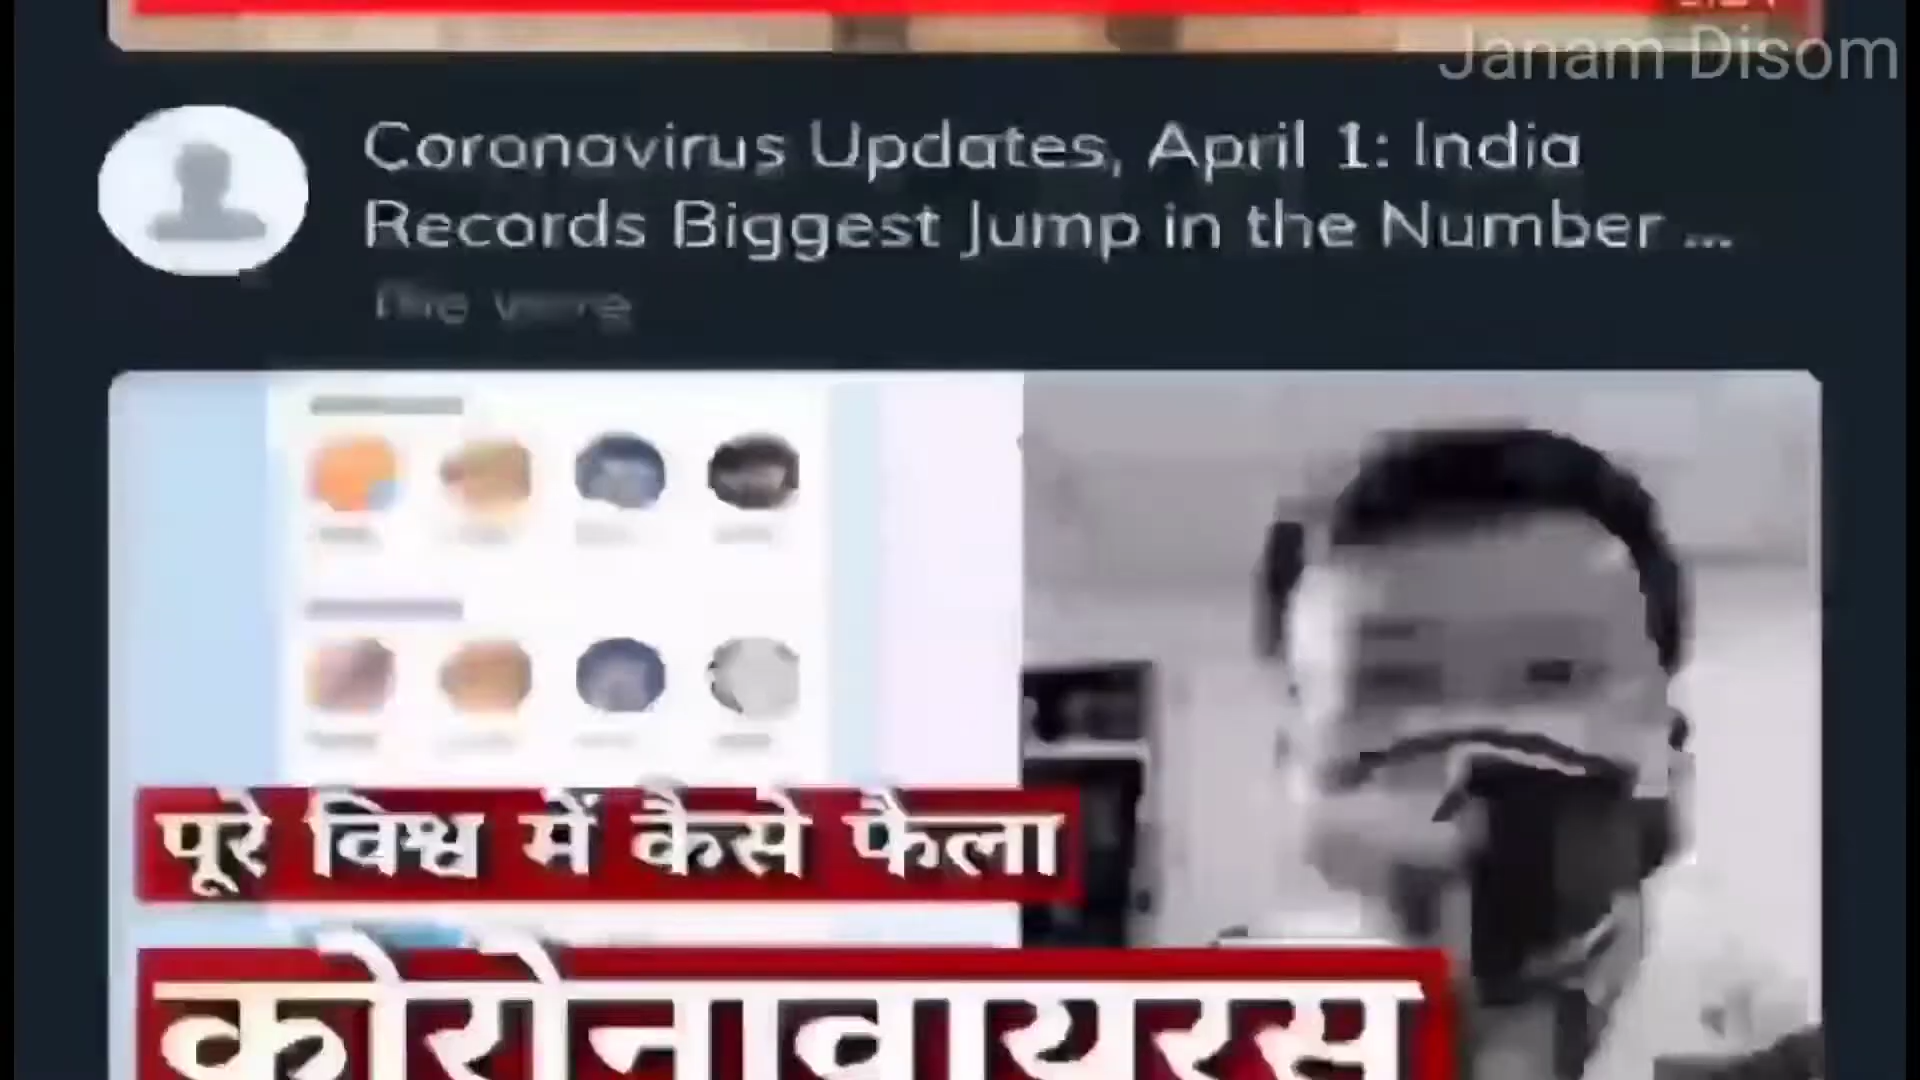 Janam Disom
Coronavirus Updates, April 1: India
Records Biggest Jump in the Number ...
पूरे विश्व में कैसे फैला
कोरोनावायरस